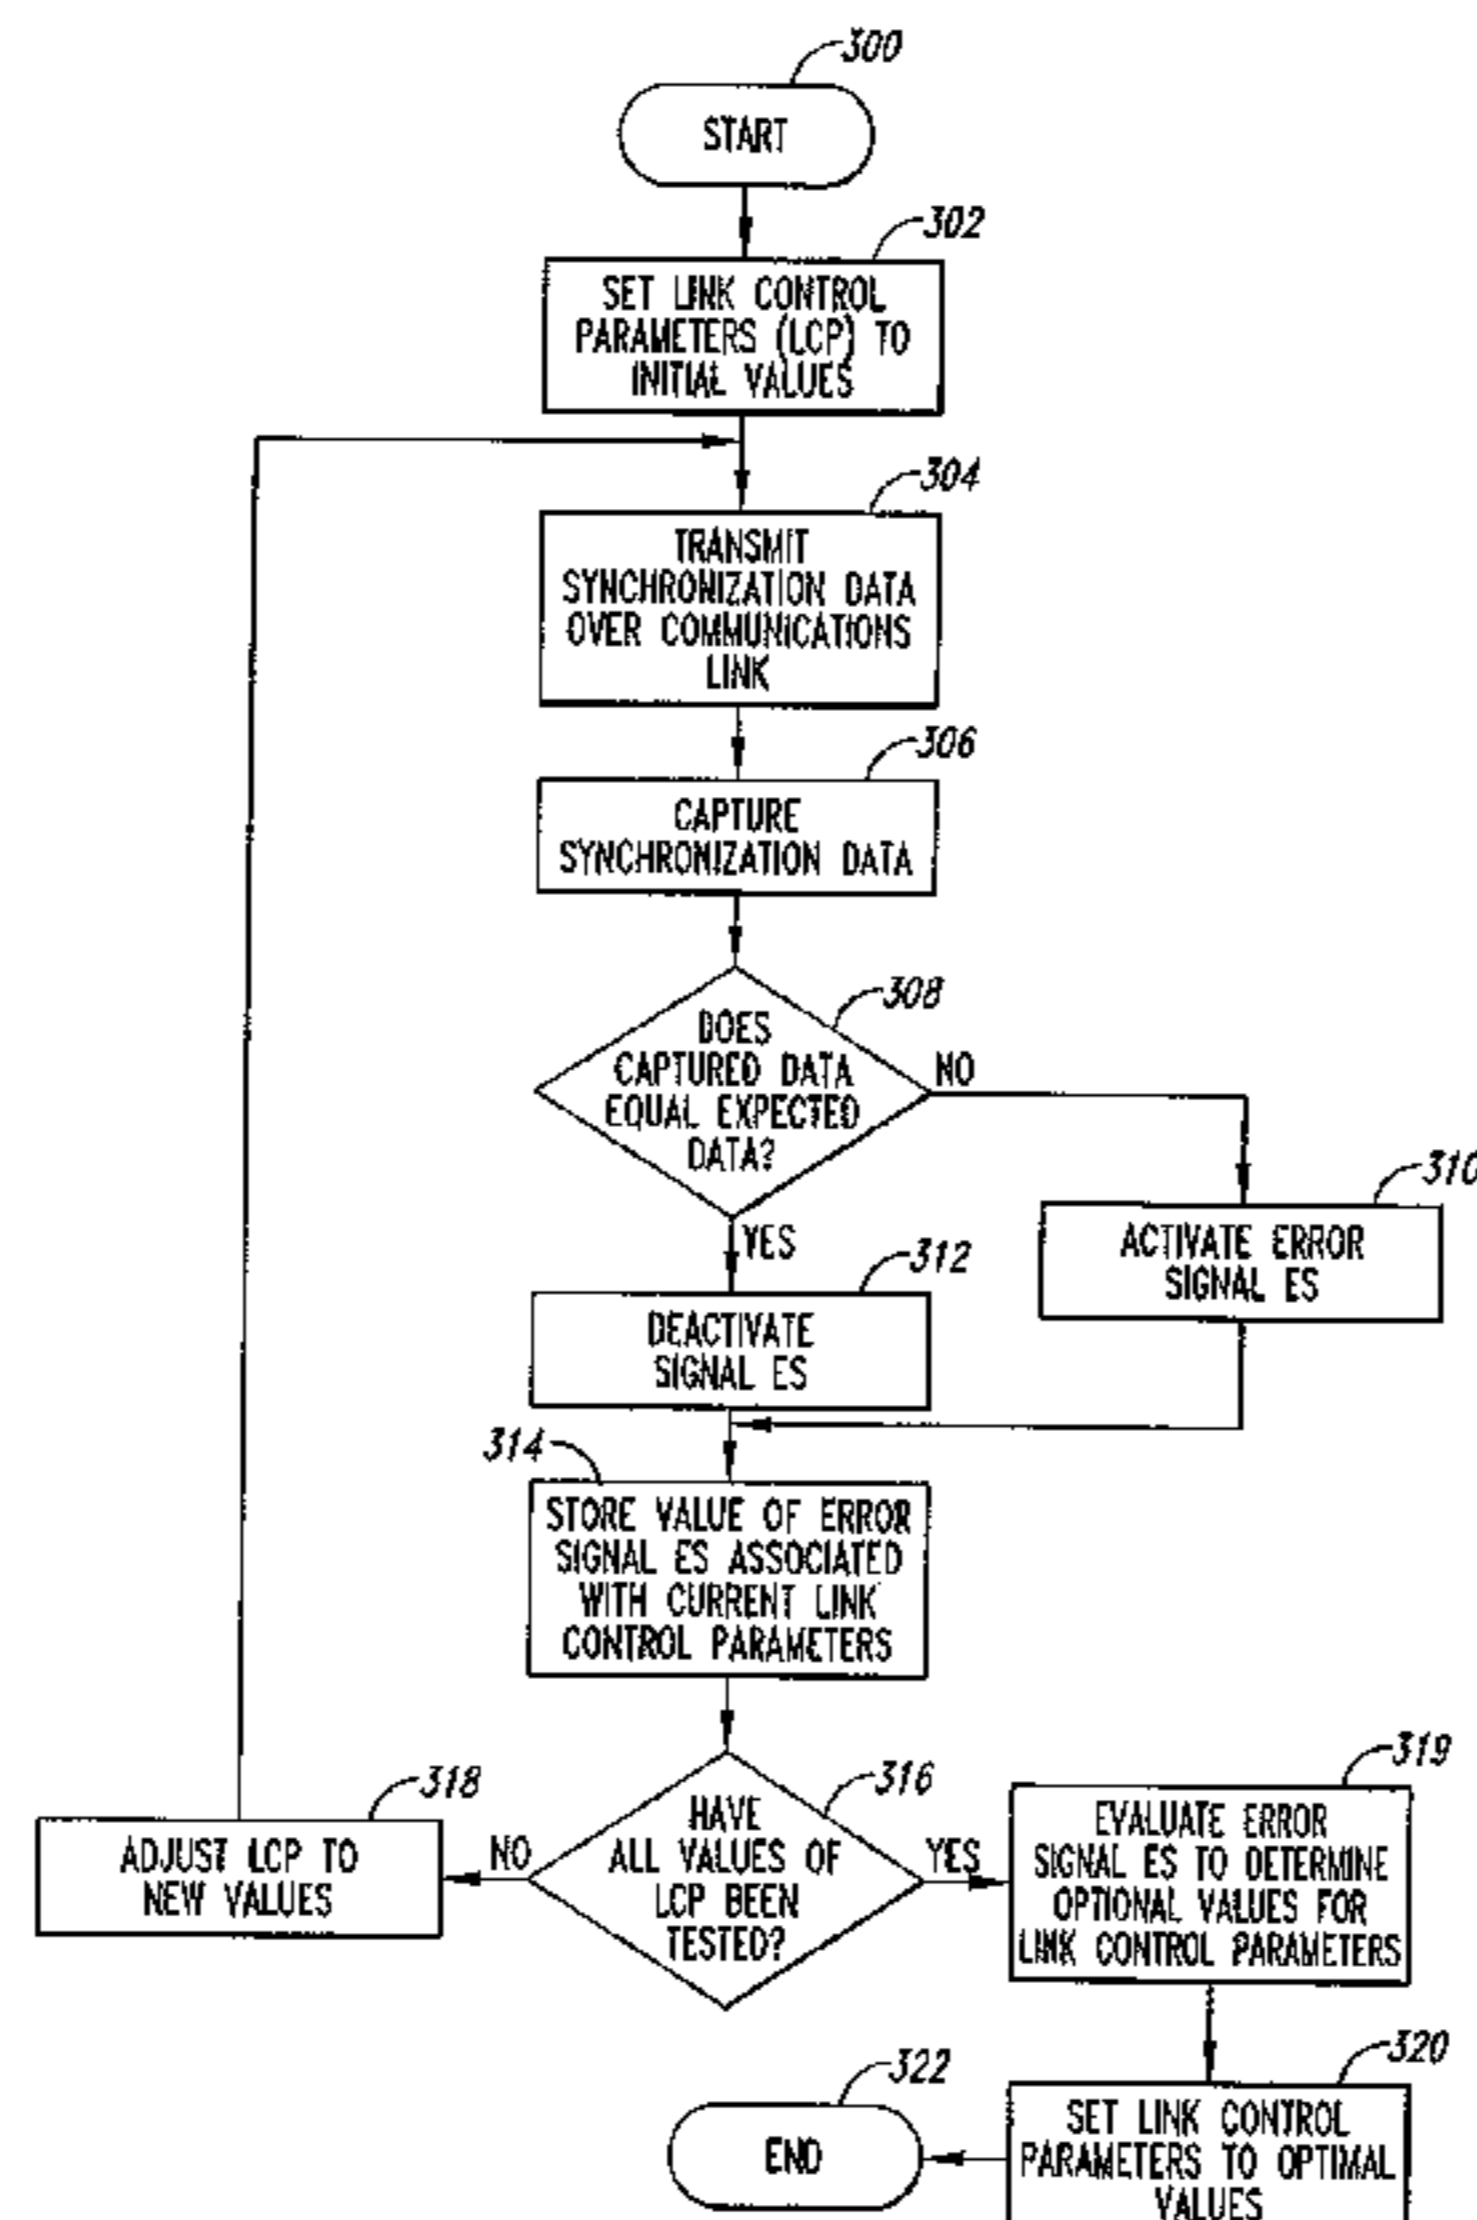 300
START
302
SET LINK CONTROL
PARAMETERS (LCP) TO
INITIAL VALUES
304
TRANSMIT
SYNCHRONIZATION DATA
OVER COMMUNICATIONS
LINK
306
CAPTURE
SYNCHRONIZATION DATA
308
DOES
CAPTURED DATA
EQUAL EXPECTED
DATA?
NO
310
ACTIVATE ERROR
SIGNAL ES
YES
312
DEACTIVATE
SIGNAL ES
314
STORE VALUE OF ERROR
SIGNAL ES ASSOCIATED
WITH CURRENT LINK
CONTROL PARAMETERS
316
HAVE
ALL VALUES OF
LCP BEEN
TESTED?
NO
318
ADJUST LCP TO
NEW VALUES
YES
319
EVALUATE ERROR
SIGNAL ES TO DETERMINE
OPTIONAL VALUES FOR
LINK CONTROL PARAMETERS
320
SET LINK CONTROL
PARAMETERS TO OPTIMAL
VALUES
322
END